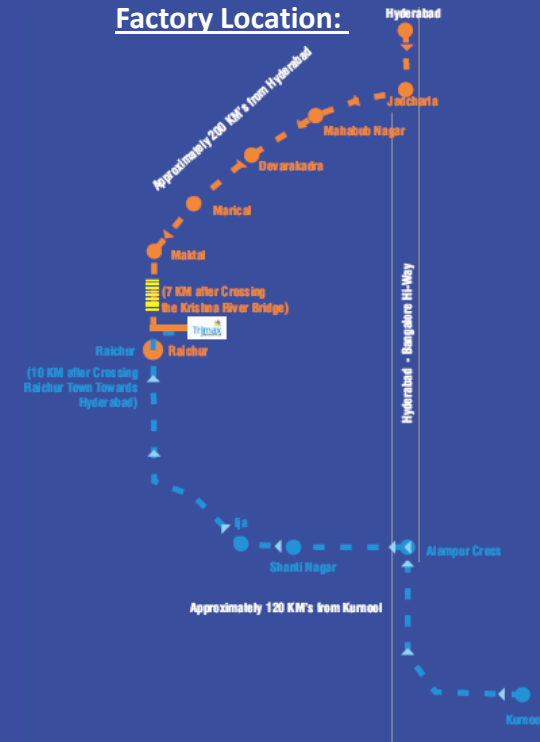 Factory Location:
Hyderabad
Jadcharla
Approximately 200 KM's from Hyderabad
Mahabub Nagar
Devarakadra
Marical
Maktal
(7 KM after Crossing
the Krishna River Bridge)
Trimax
Raichur
Raichur
(10 KM after Crossing
Raichur Town Towards
Hyderabad)
Hyderabad - Bangalore Hi-Way
Ija
Shanti Nagar
Alampur Cross
Approximately 120 KM's from Kurnool
Kurnoo